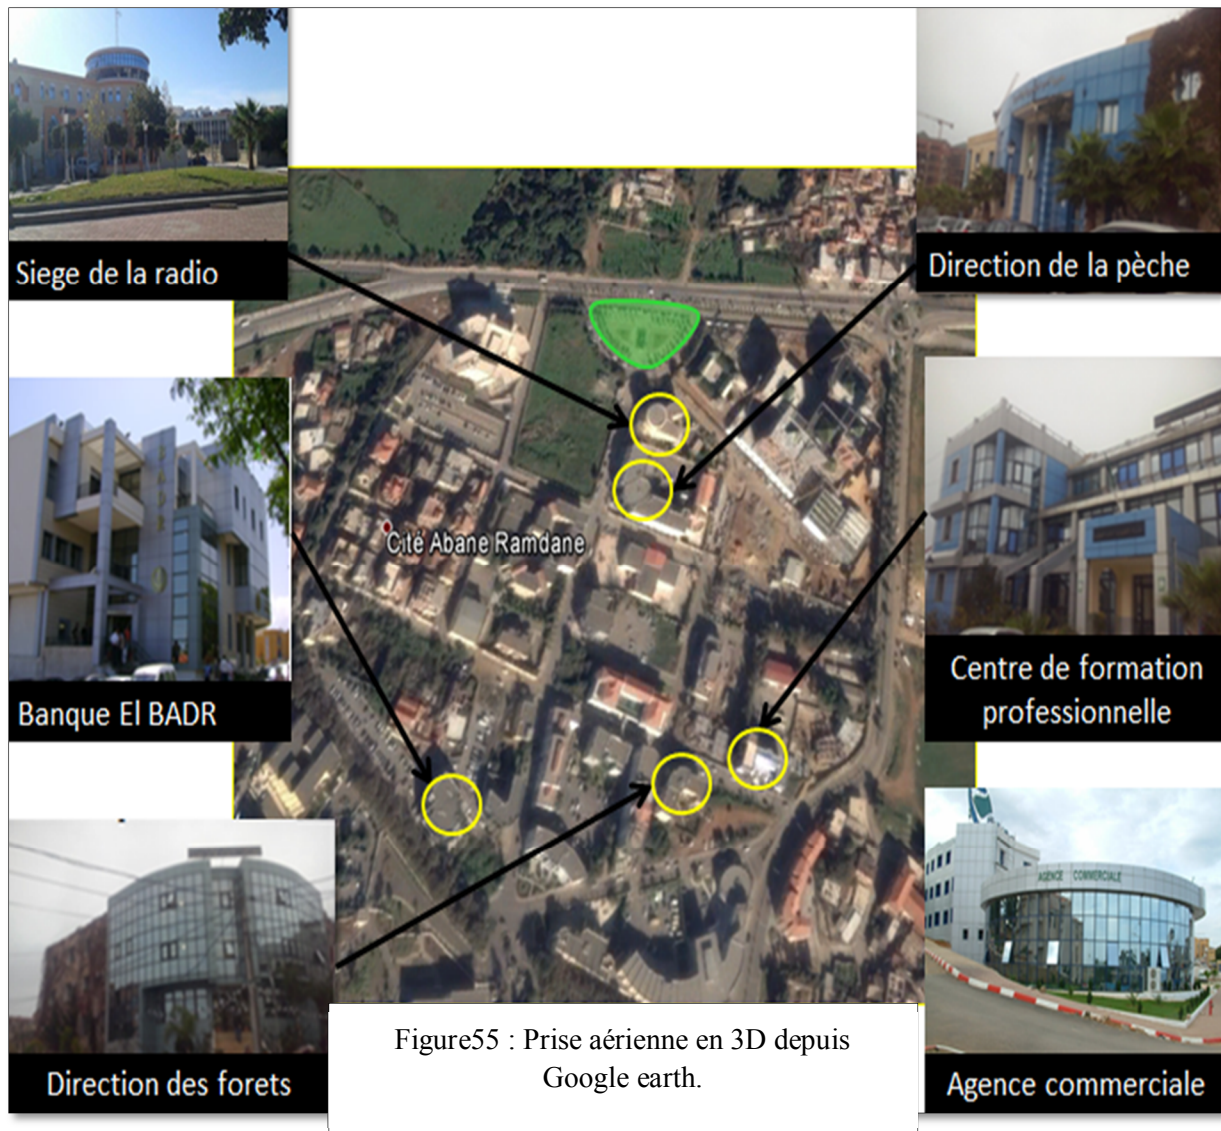 Siege de la radio
Direction de la pèche
Cité Abane Ramdane
Banque El BADR
Centre de formation
professionnelle
AGENCE COMMERCIALE
Direction des forets
Agence commerciale
Figure55 : Prise aérienne en 3D depuis
Google earth.